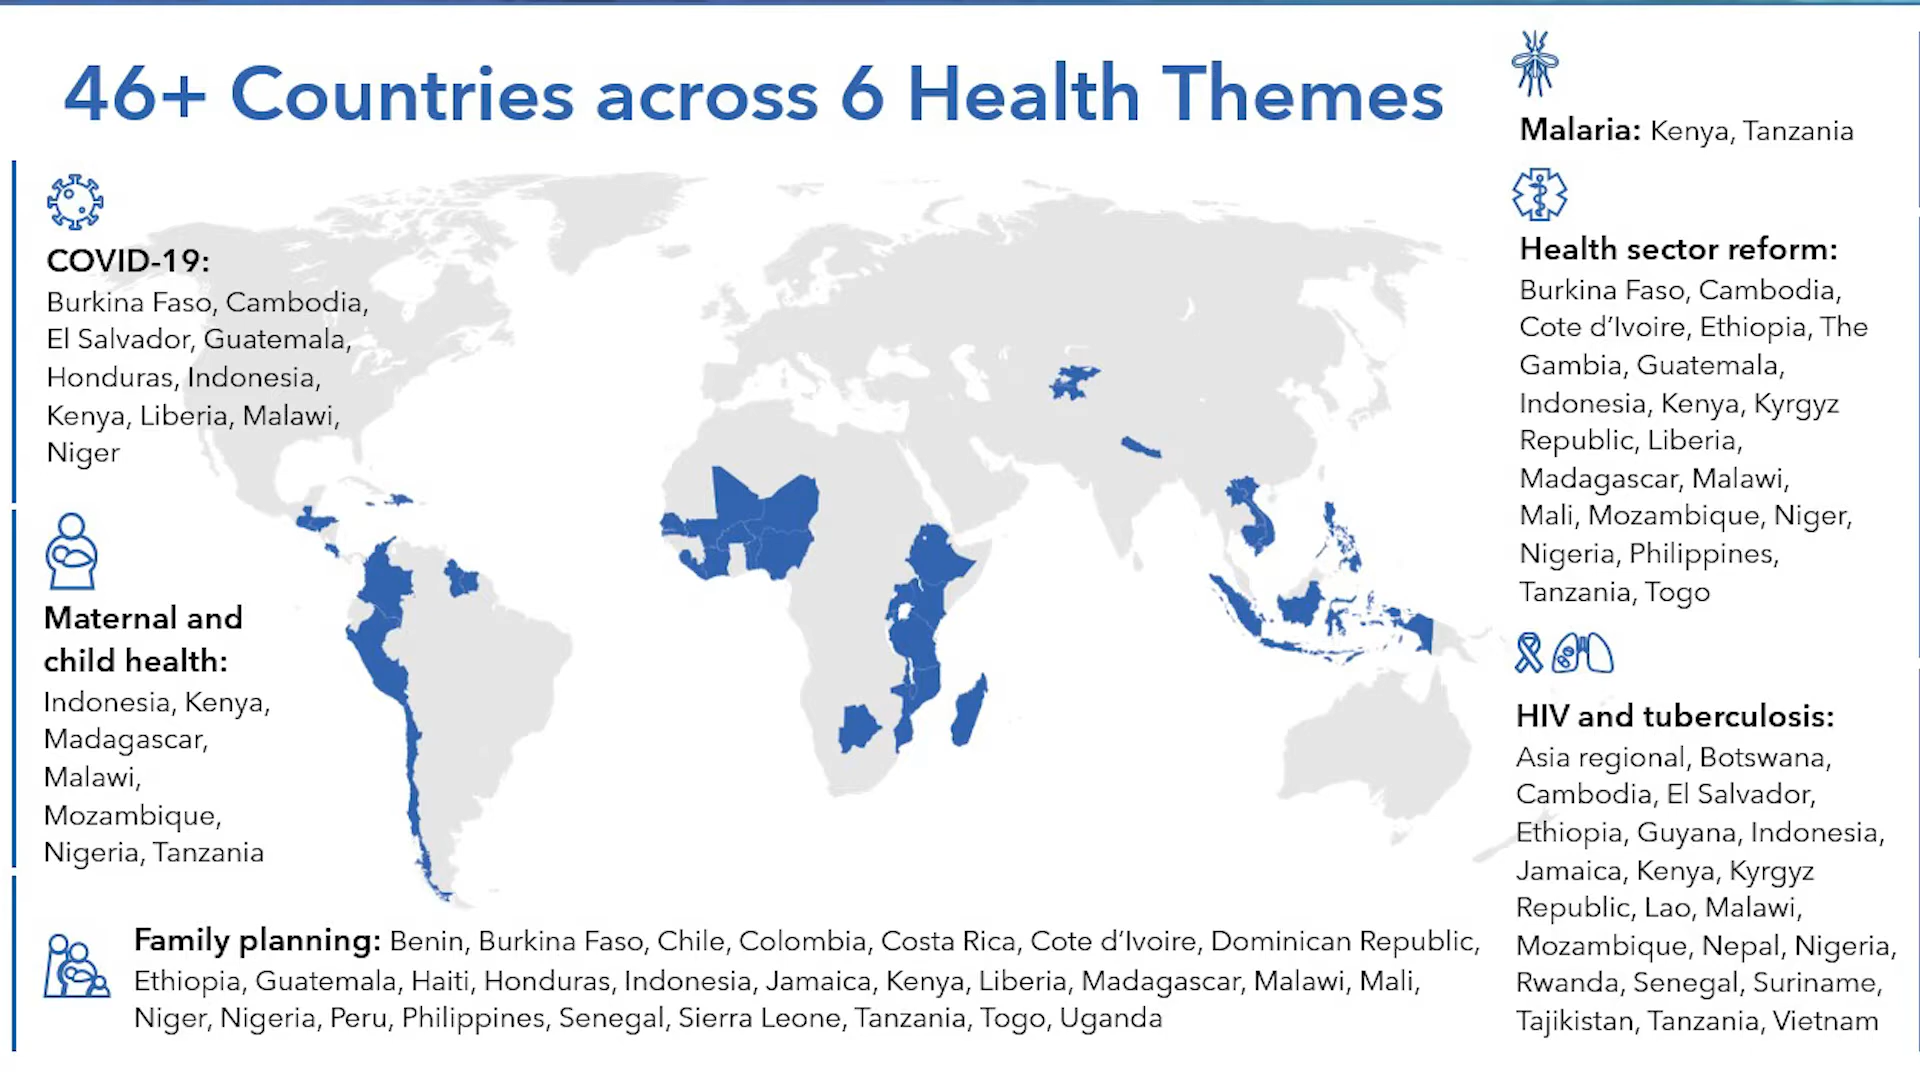 46+ Countries across 6 Health Themes
COVID-19:
Burkina Faso, Cambodia,
El Salvador, Guatemala,
Honduras, Indonesia,
Kenya, Liberia, Malawi,
Niger
Maternal and
child health:
Indonesia, Kenya,
Madagascar,
Malawi,
Mozambique,
Nigeria, Tanzania
Family planning: Benin, Burkina Faso, Chile, Colombia, Costa Rica, Cote d’Ivoire, Dominican Republic,
Ethiopia, Guatemala, Haiti, Honduras, Indonesia, Jamaica, Kenya, Liberia, Madagascar, Malawi, Mali,
Niger, Nigeria, Peru, Philippines, Senegal, Sierra Leone, Tanzania, Togo, Uganda
Malaria: Kenya, Tanzania
Health sector reform:
Burkina Faso, Cambodia,
Cote d’Ivoire, Ethiopia, The
Gambia, Guatemala,
Indonesia, Kenya, Kyrgyz
Republic, Liberia,
Madagascar, Malawi,
Mali, Mozambique, Niger,
Nigeria, Philippines,
Tanzania, Togo
HIV and tuberculosis:
Asia regional, Botswana,
Cambodia, El Salvador,
Ethiopia, Guyana, Indonesia,
Jamaica, Kenya, Kyrgyz
Republic, Lao, Malawi,
Mozambique, Nepal, Nigeria,
Rwanda, Senegal, Suriname,
Tajikistan, Tanzania, Vietnam